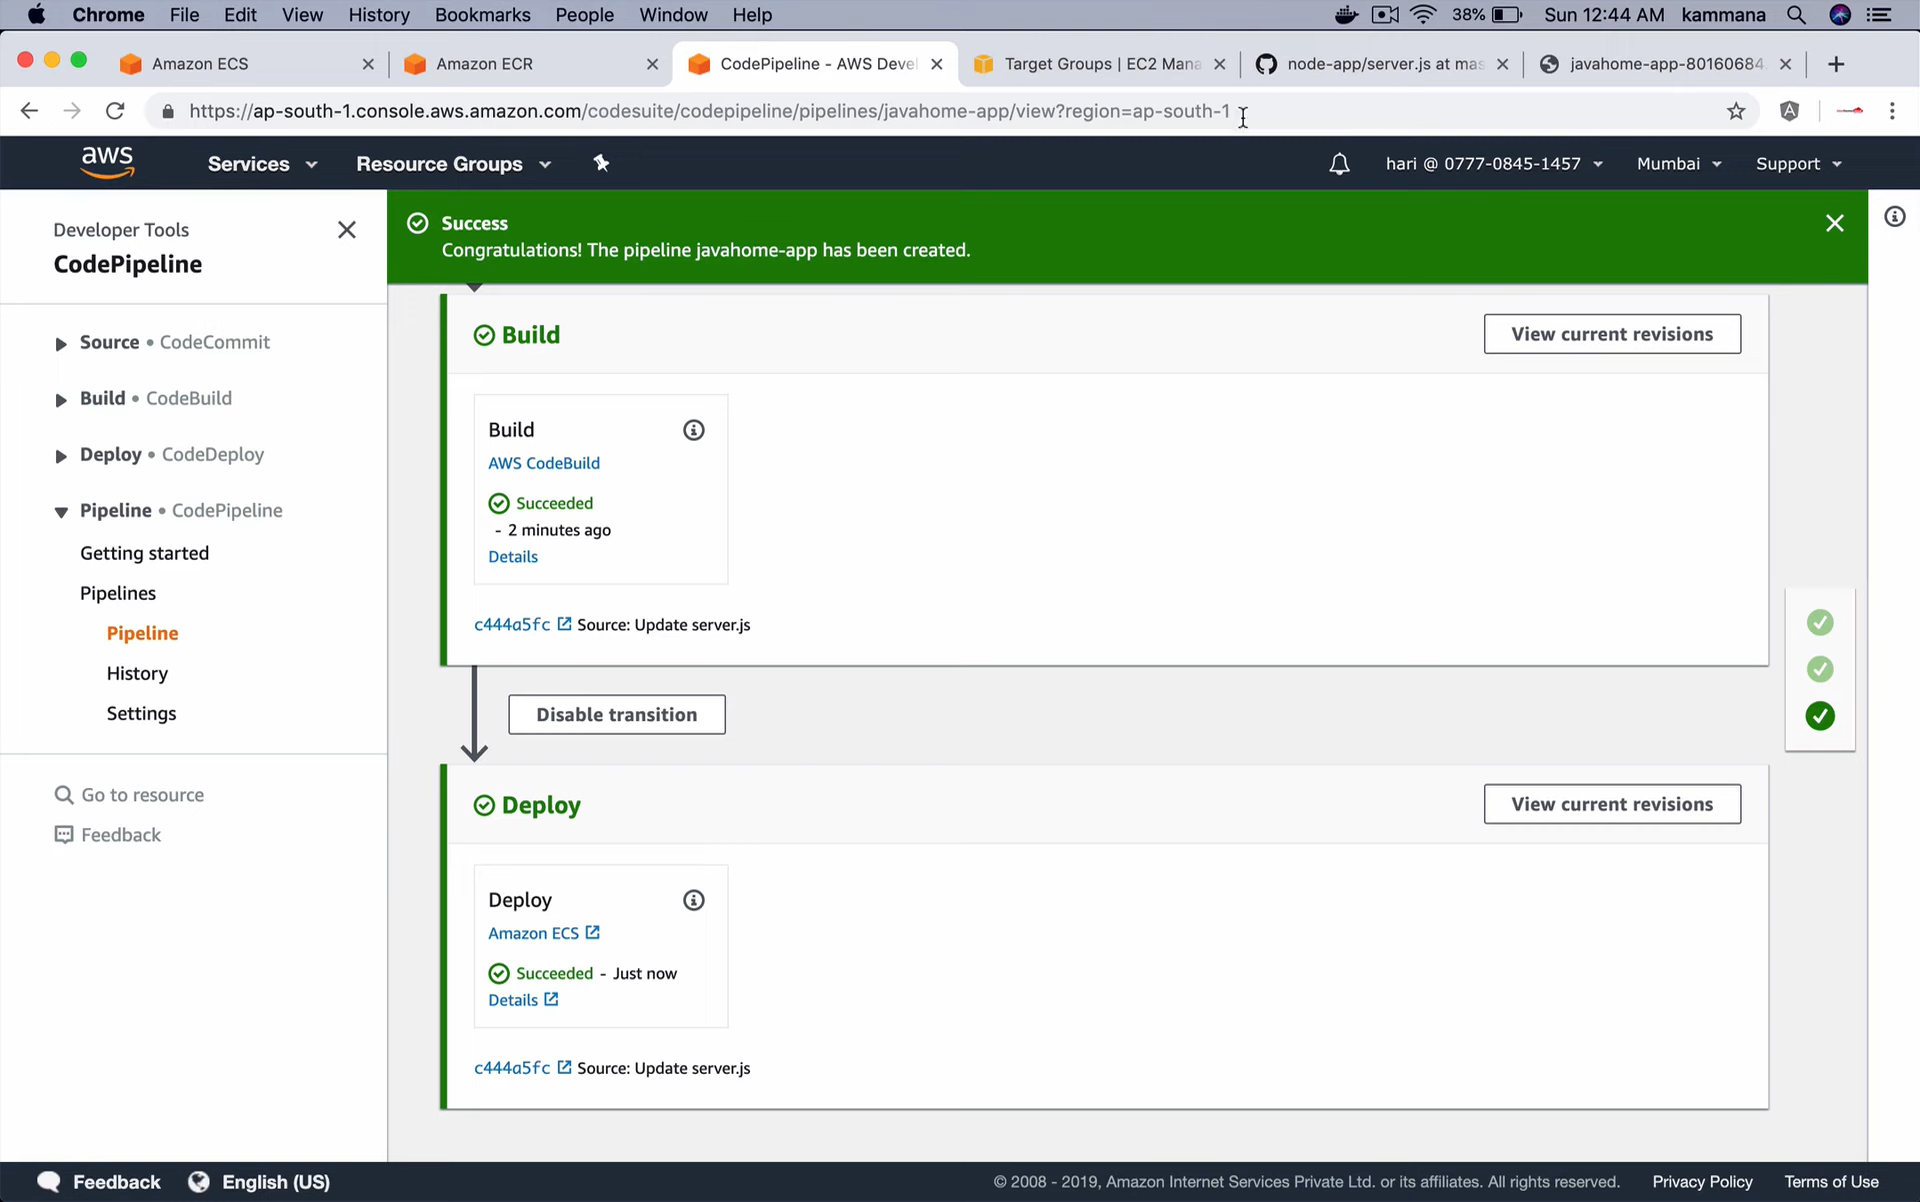 Chrome File Edit View History Bookmarks People Window Help 38% Sun 12:44 AM kammana
Amazon ECS
Amazon ECR
CodePipeline - AWS Devel
Target Groups | EC2 Mana
node-app/server.js at mas
javahome-app-80160684
https://ap-south-1.console.aws.amazon.com/codesuite/codepipeline/pipelines/javahome-app/view?region=ap-south-1
aws Services Resource Groups hari @ 0777-0845-1457 Mumbai Support
Developer Tools
CodePipeline
Source • CodeCommit
Build • CodeBuild
Deploy • CodeDeploy
Pipeline • CodePipeline
Getting started
Pipelines
Pipeline
History
Settings
Go to resource
Feedback
Success
Congratulations! The pipeline javahome-app has been created.
Build
View current revisions
Build
AWS CodeBuild
Succeeded
- 2 minutes ago
Details
c444a5fc Source: Update server.js
Disable transition
Deploy
View current revisions
Deploy
Amazon ECS
Succeeded - Just now
Details
c444a5fc Source: Update server.js
Feedback English (US) © 2008 - 2019, Amazon Internet Services Private Ltd. or its affiliates. All rights reserved. Privacy Policy Terms of Use